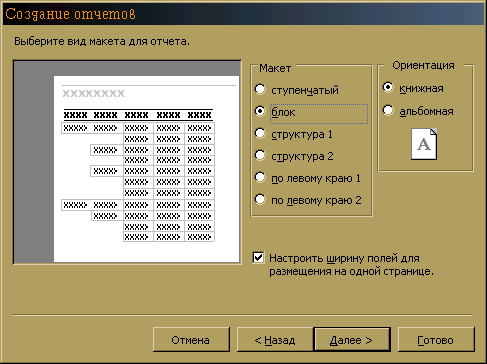 Создание отчетов
Выберите вид макета для отчета.
Макет
ступенчатый
блок
структура 1
структура 2
по левому краю 1
по левому краю 2
Ориентация
книжная
альбомная
A
XXXXXXXX
XXXX XXXX XXXX XXXX XXXX
XXXX XXXX XXXX XXXX XXXX
XXXX XXXX XXXX
XXXX XXXX XXXX XXXX
XXXX XXXX XXXX
XXXX XXXX XXXX
XXXX XXXX XXXX
XXXX XXXX XXXX XXXX XXXX
XXXX XXXX XXXX XXXX
XXXX XXXX XXXX
XXXX XXXX XXXX
Настроить ширину полей для
размещения на одной странице.
Отмена
< Назад
Далее >
Готово